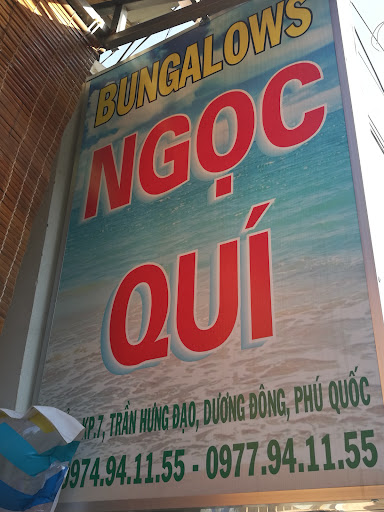 BUNGALOWS
NGỌC
QUÍ
KP.7, TRẦN HƯNG ĐẠO, DƯƠNG ĐÔNG, PHÚ QUỐC
0974.94.11.55 - 0977.94.11.55